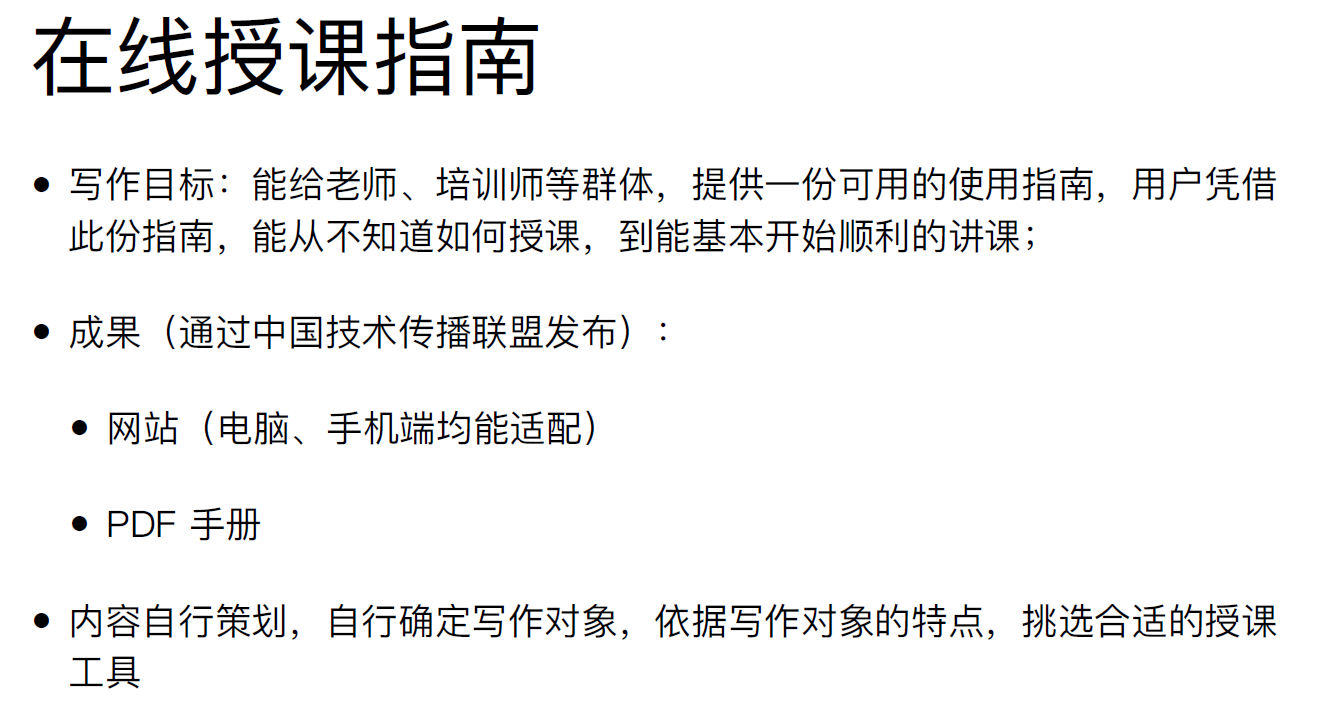 在线授课指南
● 写作目标：能给老师、培训师等群体，提供一份可用的使用指南，用户凭借
此份指南，能从不知道如何授课，到能基本开始顺利的讲课；
● 成果（通过中国技术传播联盟发布）：
● 网站（电脑、手机端均能适配）
● PDF 手册
● 内容自行策划，自行确定写作对象，依据写作对象的特点，挑选合适的授课
工具